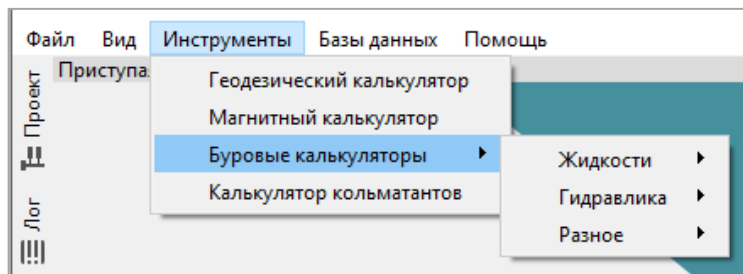 Файл Вид Инструменты Базы данных Помощь
Приступа
Геодезический калькулятор
Магнитный калькулятор
Буровые калькуляторы
Калькулятор кольматантов
Жидкости
Гидравлика
Разное
Проект
Лог